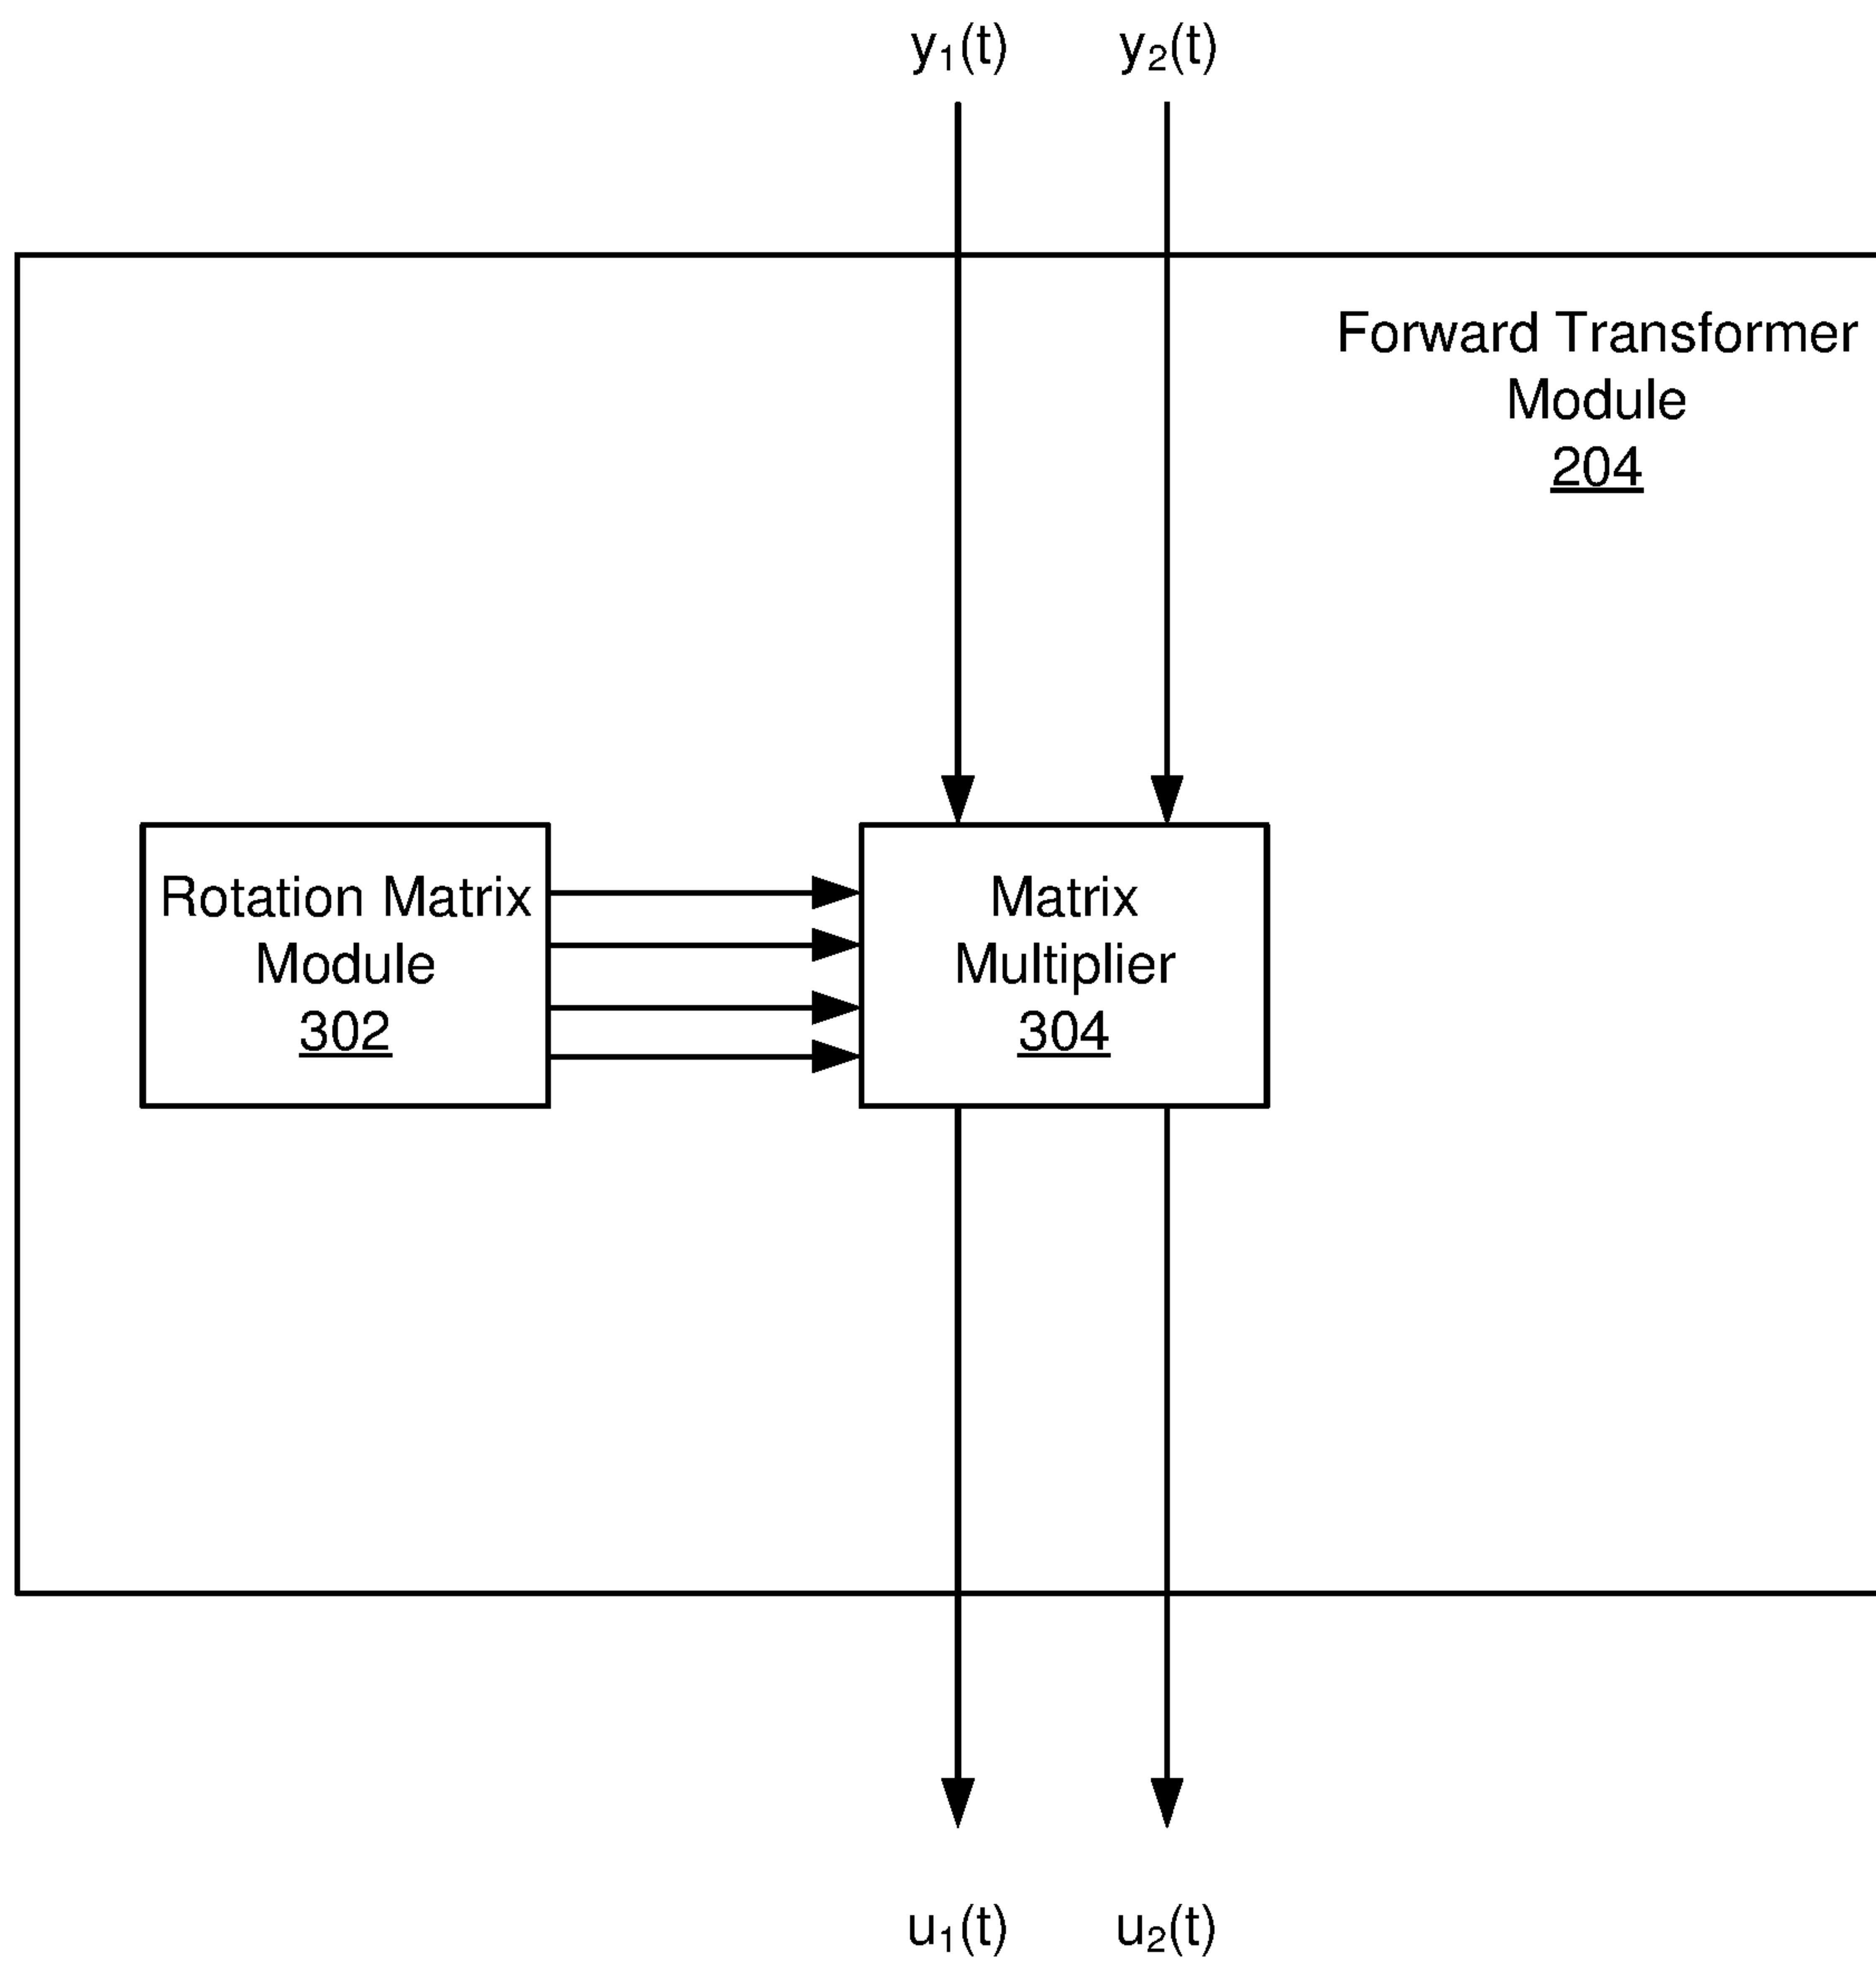 y₁(t) y₂(t)
Forward Transformer
Module
204
Rotation Matrix
Module
302
Matrix
Multiplier
304
u₁(t) u₂(t)